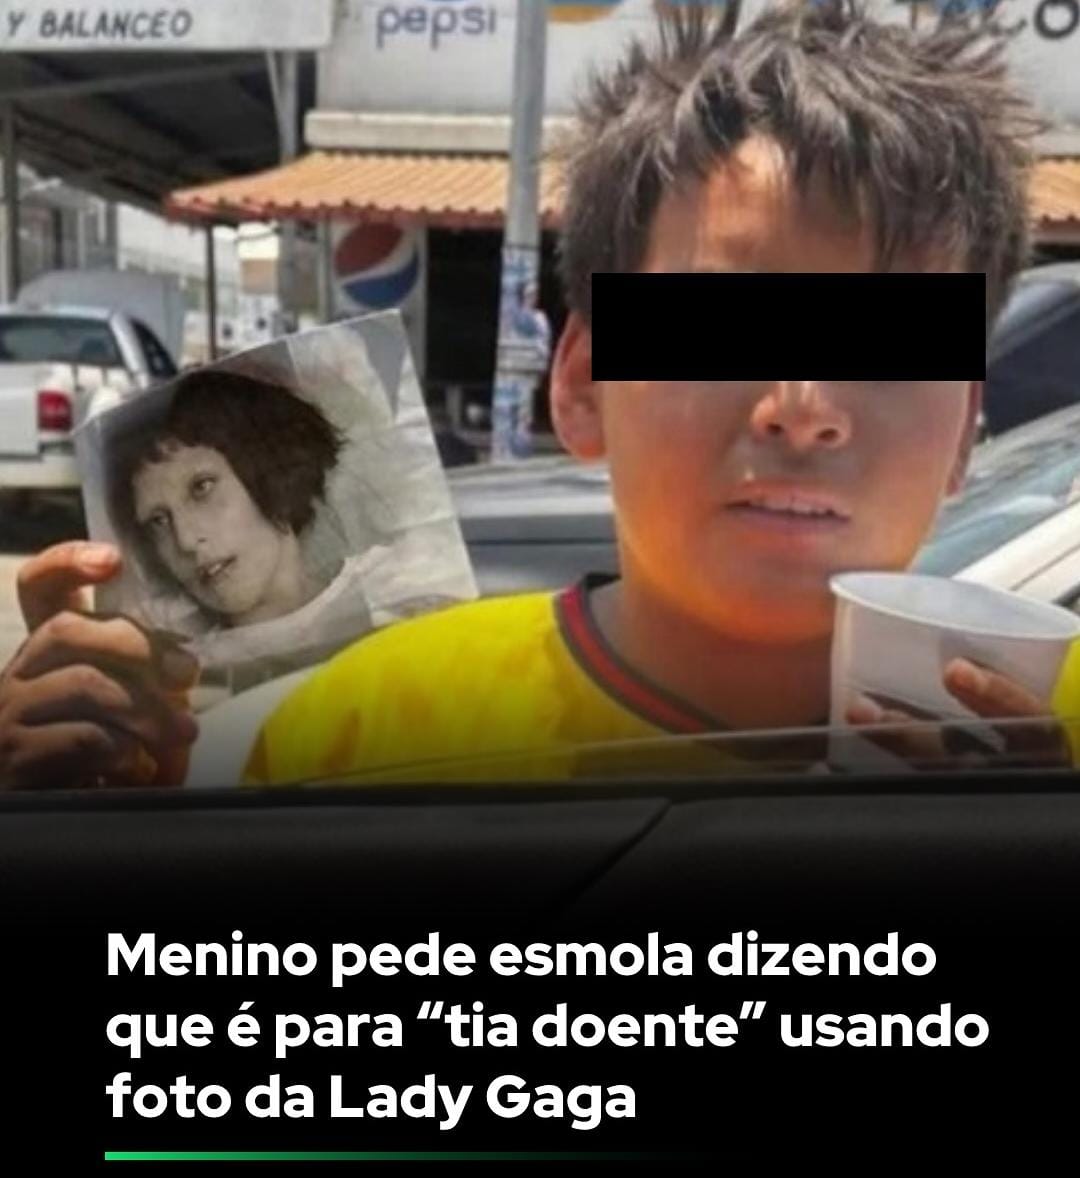 Y BALANCEO
pepsi
Menino pede esmola dizendo
que é para “tia doente” usando
foto da Lady Gaga